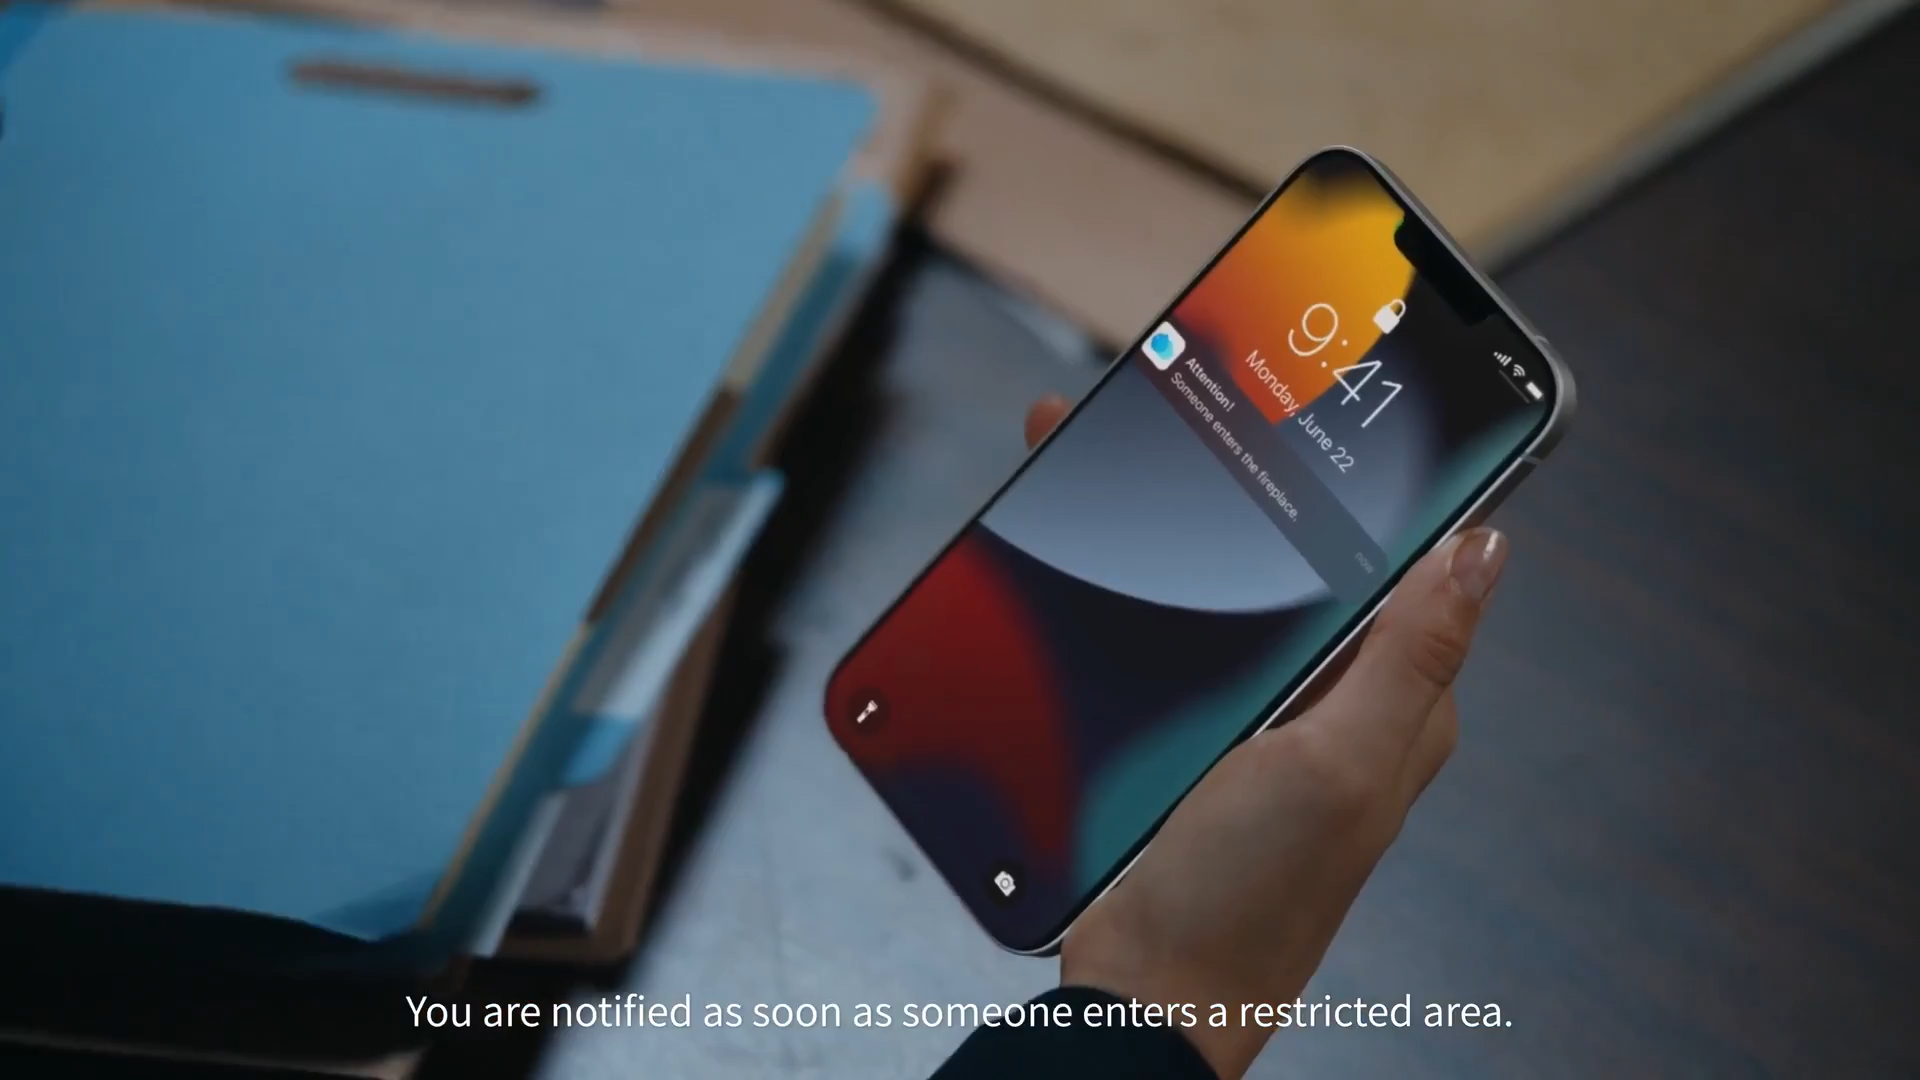 9:41
Monday, June 22
Attention!
Someone enters the fireplace.
now
You are notified as soon as someone enters a restricted area.